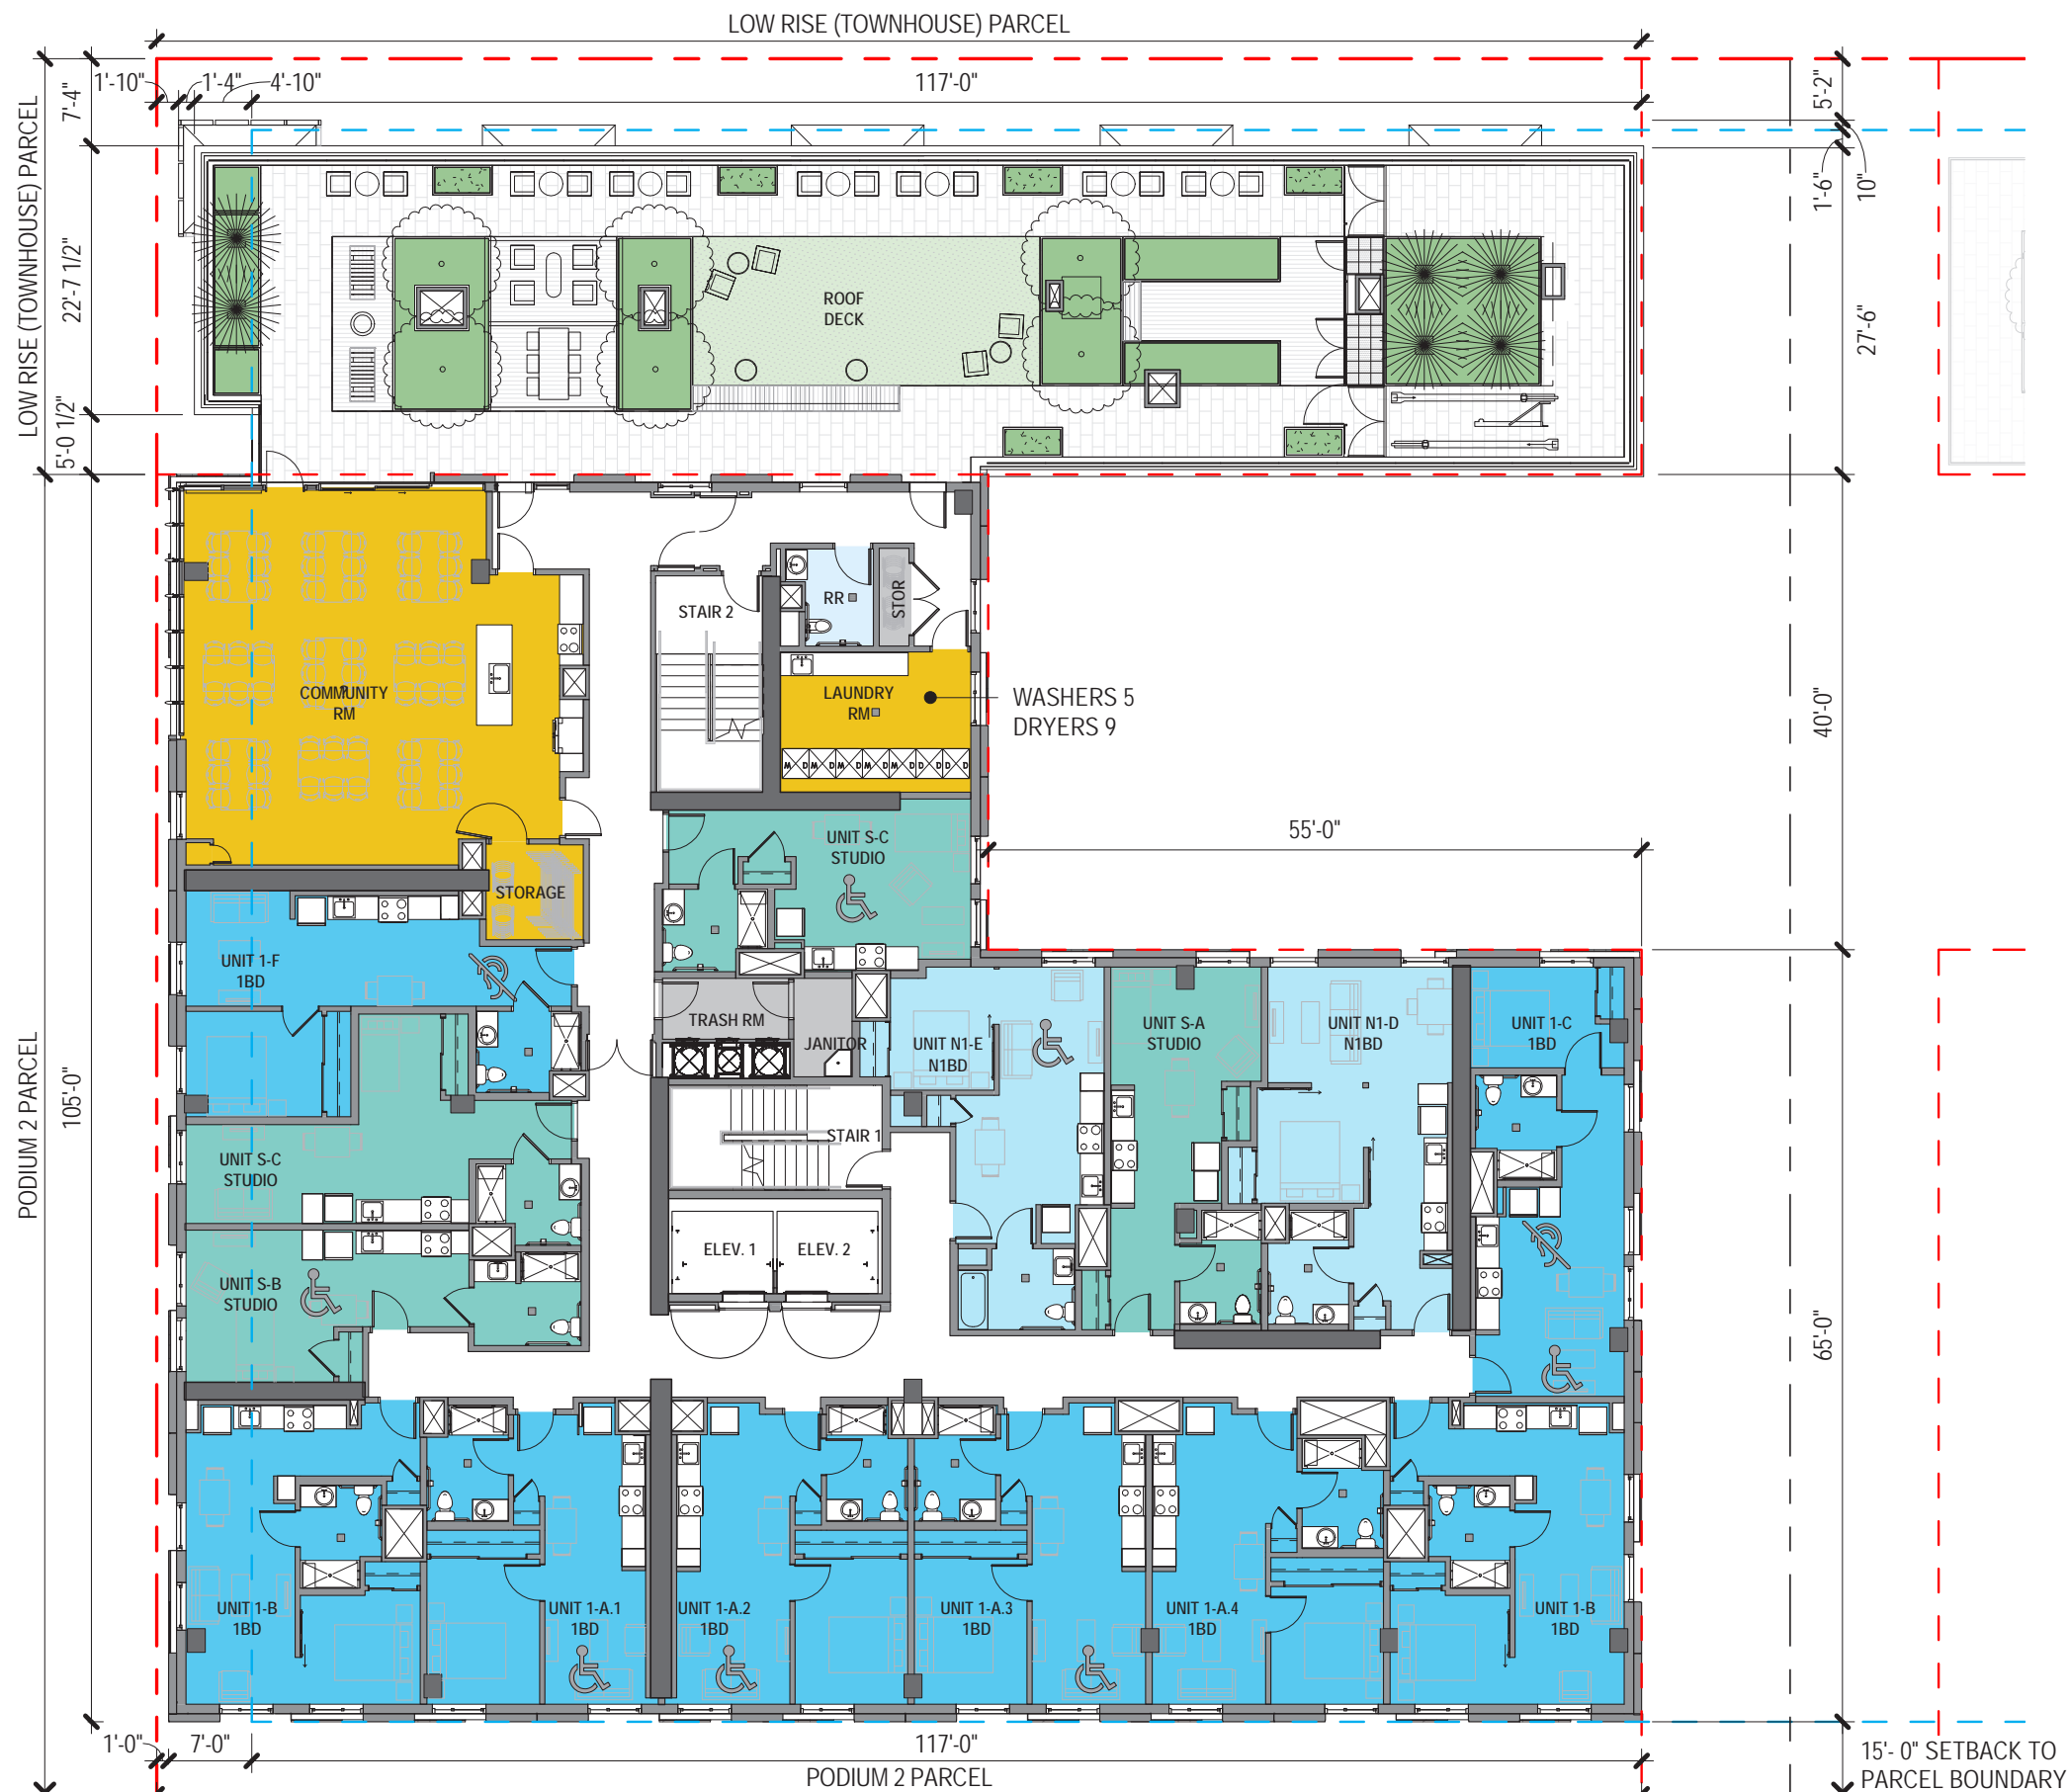 LOW RISE (TOWNHOUSE) PARCEL
1'-10"
1'-4"
4'-10"
117'-0"
7'-4"
5'-2"
1'-6"
10"
LOW RISE (TOWNHOUSE) PARCEL
22'-7 1/2"
5'-0 1/2"
27'-6"
ROOF
DECK
STAIR 2
RR
STOR
COMMUNITY
RM
LAUNDRY
RM
WASHERS 5
DRYERS 9
W D W D W D W D W D D D D D
40'-0"
55'-0"
UNIT S-C
STUDIO
STORAGE
UNIT 1-F
1BD
TRASH RM
JANITOR
UNIT N1-E
N1BD
UNIT S-A
STUDIO
UNIT N1-D
N1BD
UNIT 1-C
1BD
PODIUM 2 PARCEL
105'-0"
STAIR 1
UNIT S-C
STUDIO
ELEV. 1
ELEV. 2
UNIT S-B
STUDIO
65'-0"
UNIT 1-B
1BD
UNIT 1-A.1
1BD
UNIT 1-A.2
1BD
UNIT 1-A.3
1BD
UNIT 1-A.4
1BD
UNIT 1-B
1BD
1'-0"
7'-0"
117'-0"
PODIUM 2 PARCEL
15'- 0" SETBACK TO
PARCEL BOUNDARY